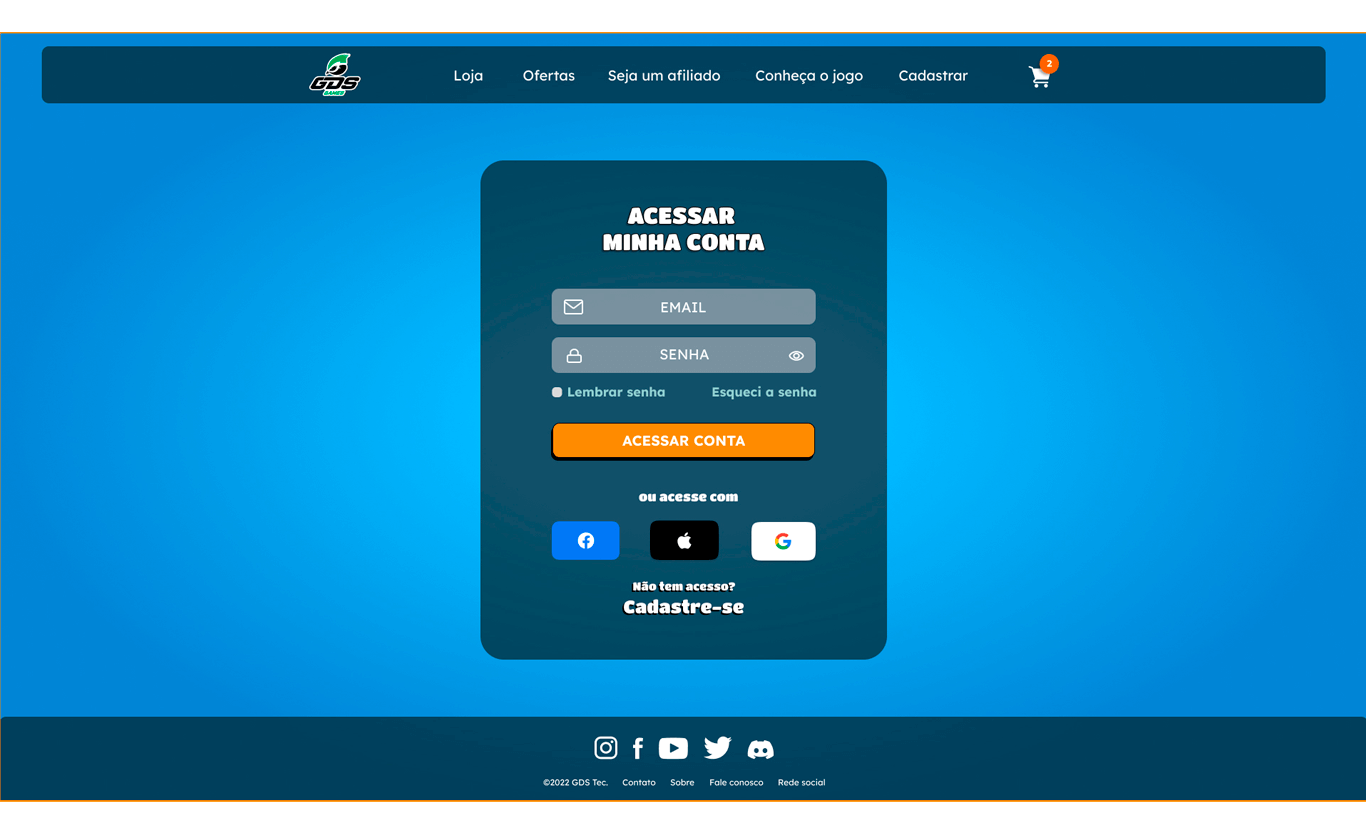 GDS
GAMES
Loja Ofertas Seja um afiliado Conheça o jogo Cadastrar 2
ACESSAR
MINHA CONTA
EMAIL
SENHA
Lembrar senha Esqueci a senha
ACESSAR CONTA
ou acesse com
Não tem acesso?
Cadastre-se
©2022 GDS Tec. Contato Sobre Fale conosco Rede social